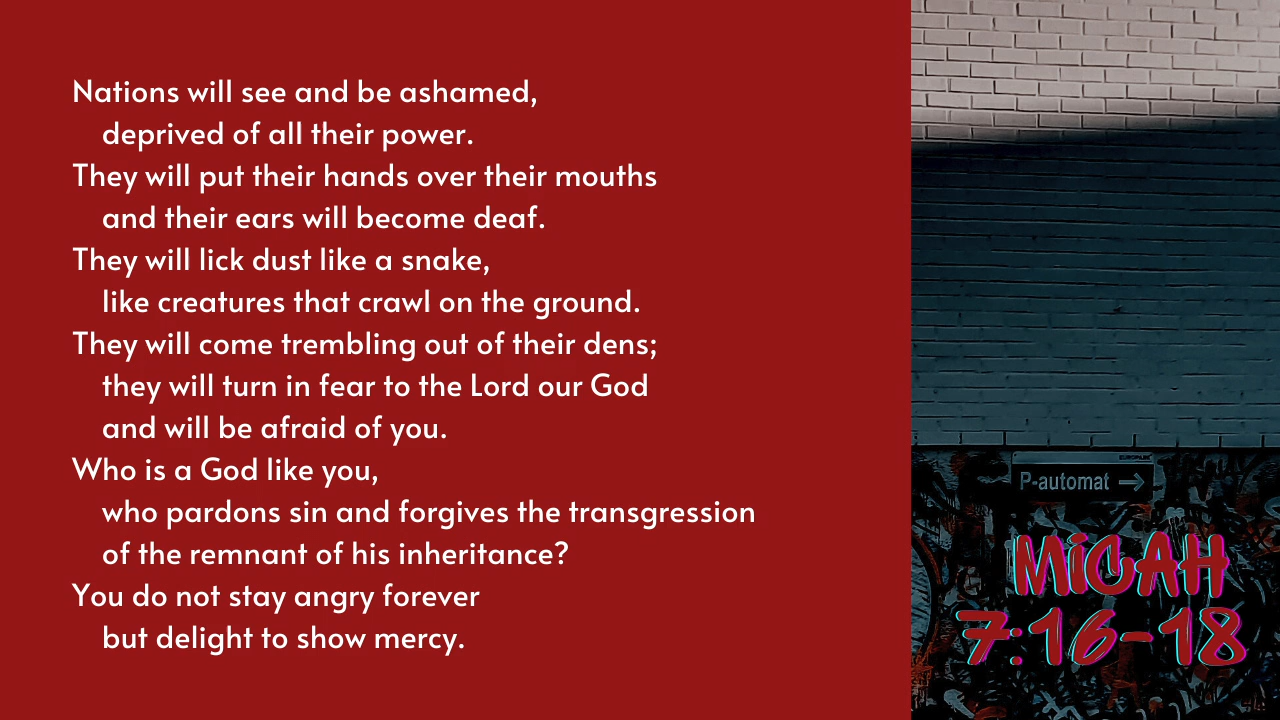 Nations will see and be ashamed,
deprived of all their power.
They will put their hands over their mouths
and their ears will become deaf.
They will lick dust like a snake,
like creatures that crawl on the ground.
They will come trembling out of their dens;
they will turn in fear to the Lord our God
and will be afraid of you.
Who is a God like you,
who pardons sin and forgives the transgression
of the remnant of his inheritance?
You do not stay angry forever
but delight to show mercy.
EUROPARK
P-automat →
MiCAH
7:16-18